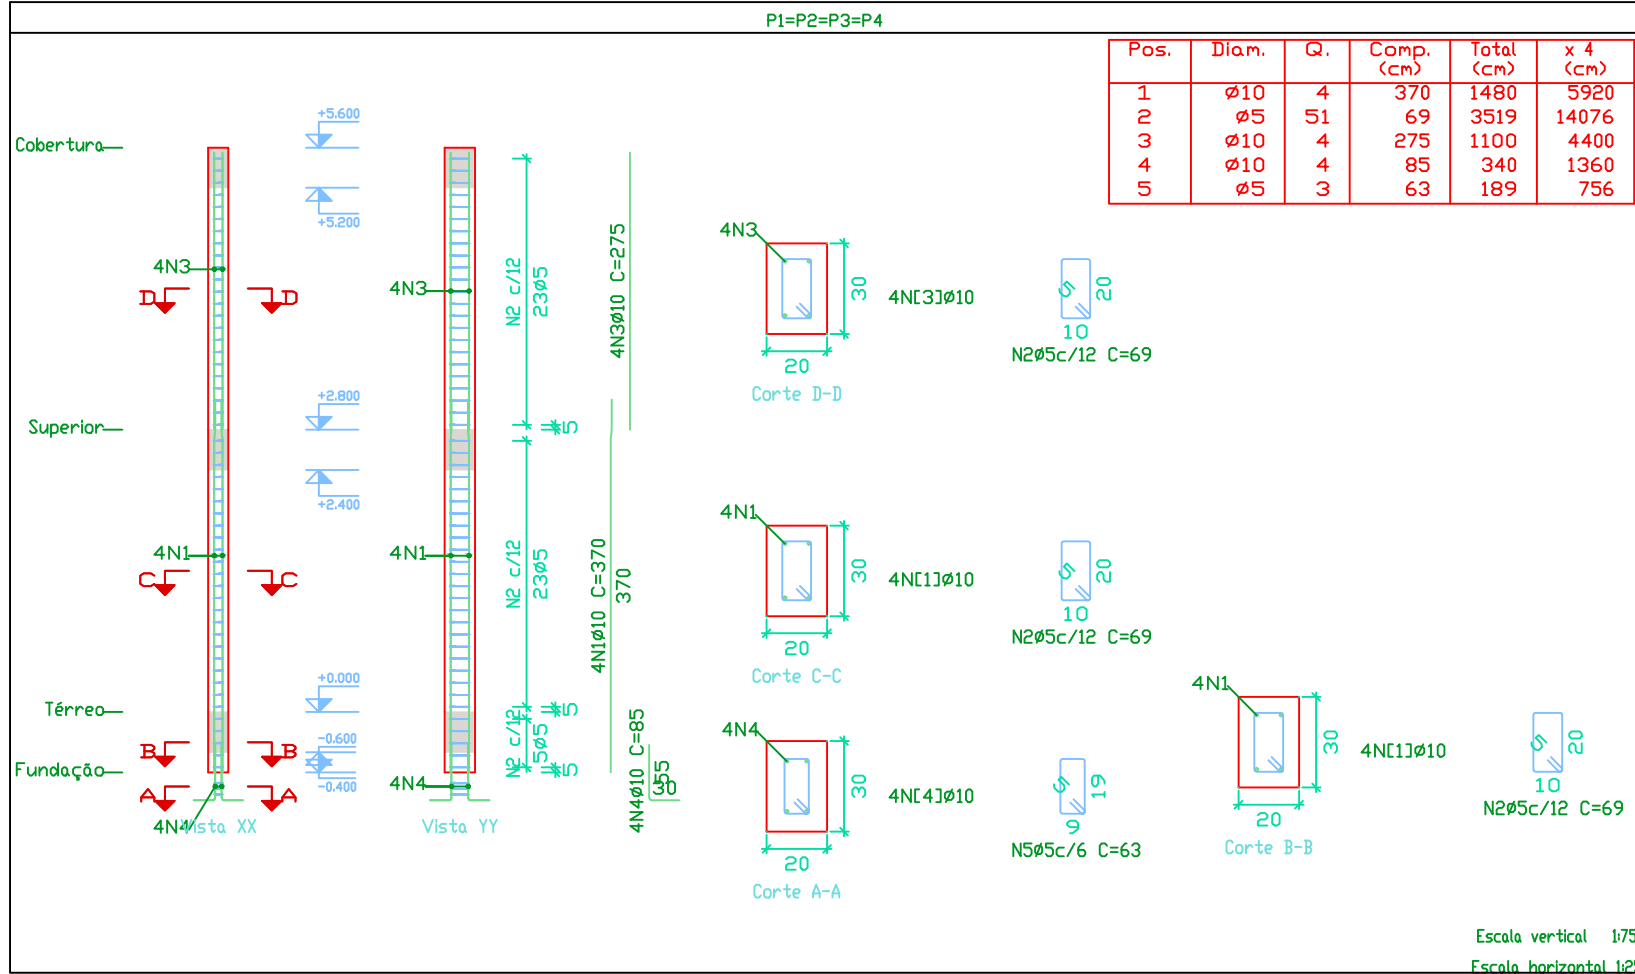 P1=P2=P3=P4
Pos. Diam. Q. Comp. (cm) Total (cm) x 4 (cm)
1 ø10 4 370 1480 5920
2 ø5 51 69 3519 14076
3 ø10 4 275 1100 4400
4 ø10 4 85 340 1360
5 ø5 3 63 189 756
Cobertura
+5.600
+5.200
4N3
D D
4N3
N2 c/12
23ø5
4N3ø10 C=275
4N3
30
20
Corte D-D
4N[3]ø10
5
20
10
N2ø5c/12 C=69
Superior
+2.800
+2.400
5
4N1
C C
4N1
N2 c/12
23ø5
4N1ø10 C=370
370
4N1
30
20
Corte C-C
4N[1]ø10
5
20
10
N2ø5c/12 C=69
Térreo
+0.000
5
B B
-0.600
Fundação
-0.400
N2 c/12
5ø5
5
4N4
A A
4N4
Vista XX
Vista YY
4N4ø10 C=85
55
30
4N4
30
20
Corte A-A
4N[4]ø10
5
19
9
N5ø5c/6 C=63
4N1
30
20
Corte B-B
4N[1]ø10
5
20
10
N2ø5c/12 C=69
Escala vertical 1:75
Escala horizontal